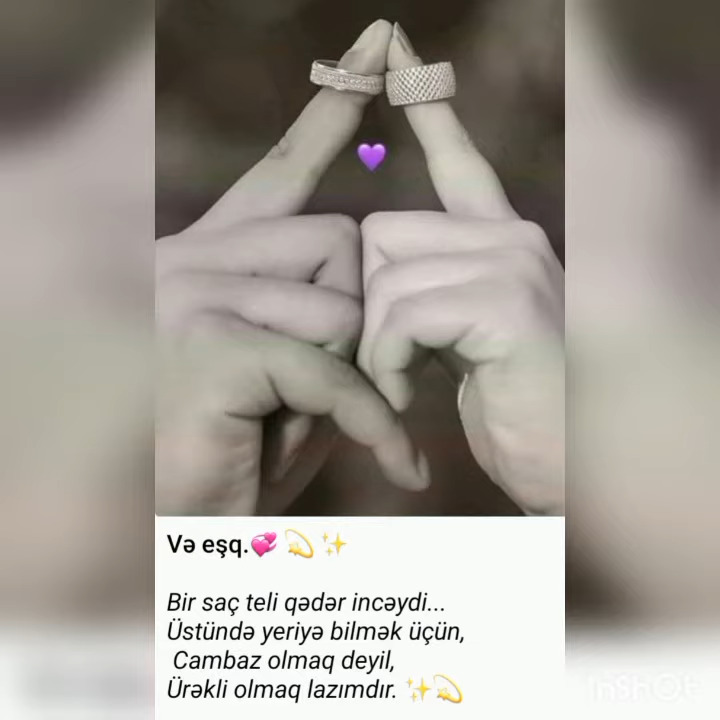 Və eşq.💞 💫 ✨
Bir saç teli qədər incəydi...
Üstündə yeriyə bilmək üçün,
Cambaz olmaq deyil,
Ürəkli olmaq lazımdır. ✨💫
InShOt